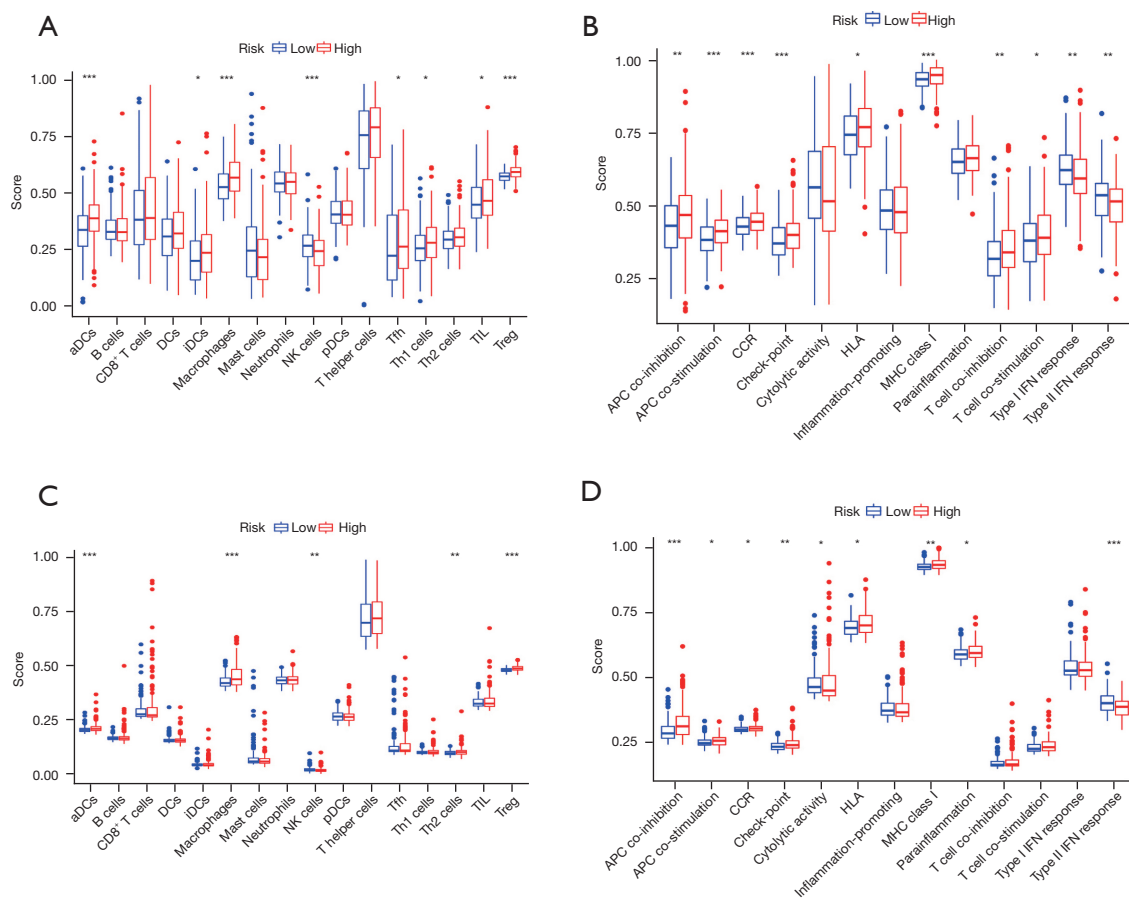 A
Risk Low High
1.00
0.75
0.50
0.25
0.00
Score
*** * *** *** * * * ***
aDCs
B cells
CD8+ T cells
DCs
iDCs
Macrophages
Mast cells
Neutrophils
NK cells
pDCs
T helper cells
Tfh
Th1 cells
Th2 cells
TIL
Treg
B
Risk Low High
1.00
0.75
0.50
0.25
Score
** *** *** *** * *** ** * ** **
APC co-inhibition
APC co-stimulation
CCR
Check-point
Cytolytic activity
HLA
Inflammation-promoting
MHC class I
Parainflammation
T cell co-inhibition
T cell co-stimulation
Type I IFN response
Type II IFN response
C
Risk Low High
1.00
0.75
0.50
0.25
0.00
Score
*** *** ** ** ***
aDCs
B cells
CD8+ T cells
DCs
iDCs
Macrophages
Mast cells
Neutrophils
NK cells
pDCs
T helper cells
Tfh
Th1 cells
Th2 cells
TIL
Treg
D
Risk Low High
1.00
0.75
0.50
0.25
Score
*** * * ** * * ** * ***
APC co-inhibition
APC co-stimulation
CCR
Check-point
Cytolytic activity
HLA
Inflammation-promoting
MHC class I
Parainflammation
T cell co-inhibition
T cell co-stimulation
Type I IFN response
Type II IFN response